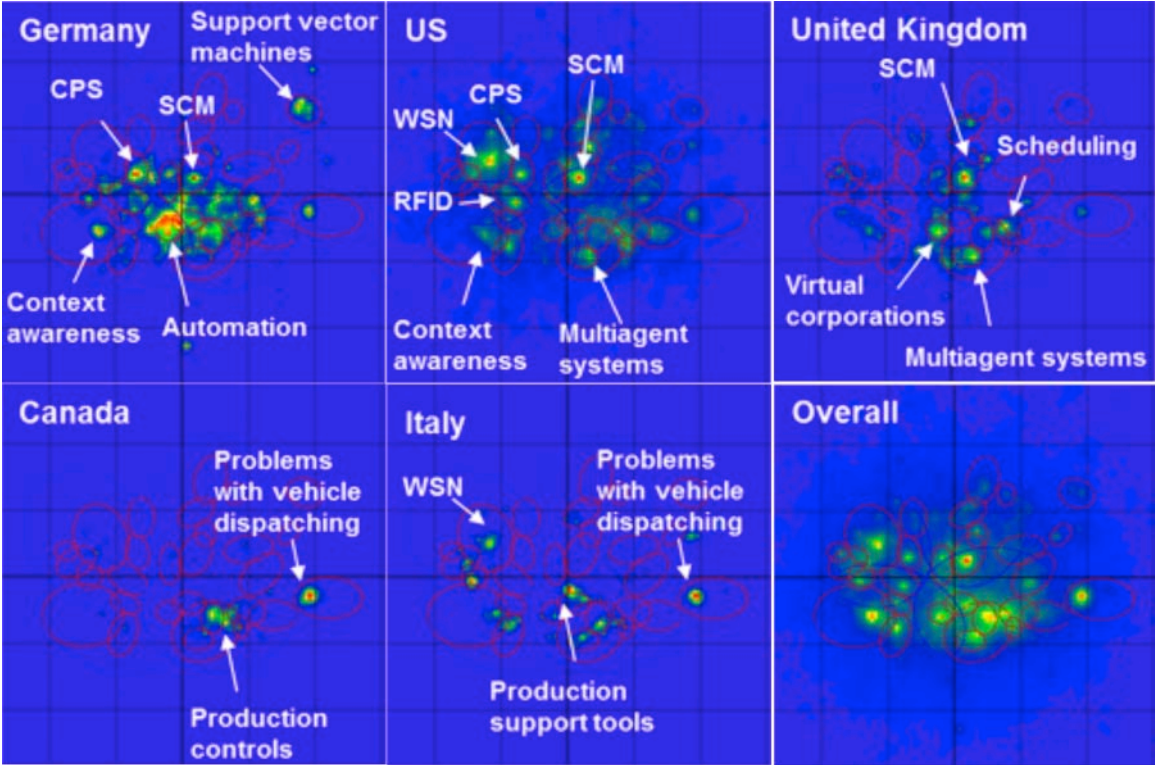 Germany
Support vector
machines
CPS
SCM
Context
awareness
Automation
US
SCM
CPS
WSN
RFID
Context
awareness
Multiagent
systems
United Kingdom
SCM
Scheduling
Virtual
corporations
Multiagent systems
Canada
Problems
with vehicle
dispatching
Production
controls
Italy
WSN
Problems
with vehicle
dispatching
Production
support tools
Overall